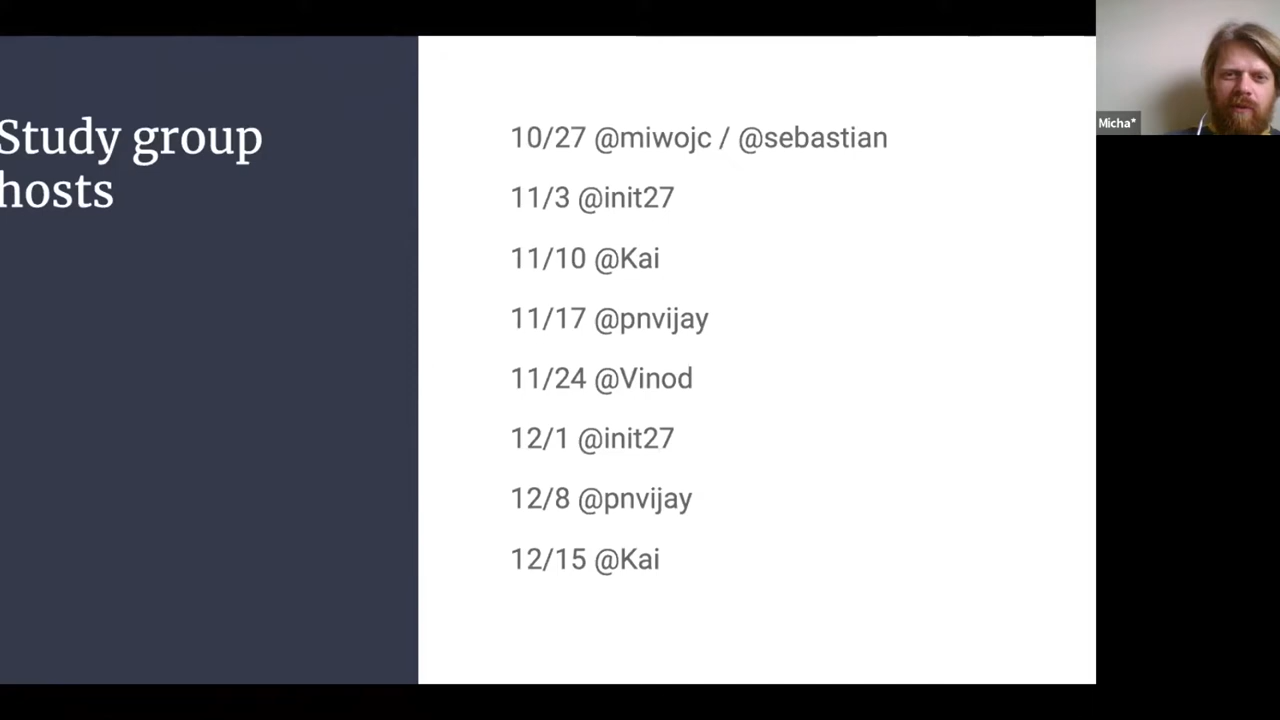 Study group
hosts
10/27 @miwojc / @sebastian
11/3 @init27
11/10 @Kai
11/17 @pnvijay
11/24 @Vinod
12/1 @init27
12/8 @pnvijay
12/15 @Kai
Micha*